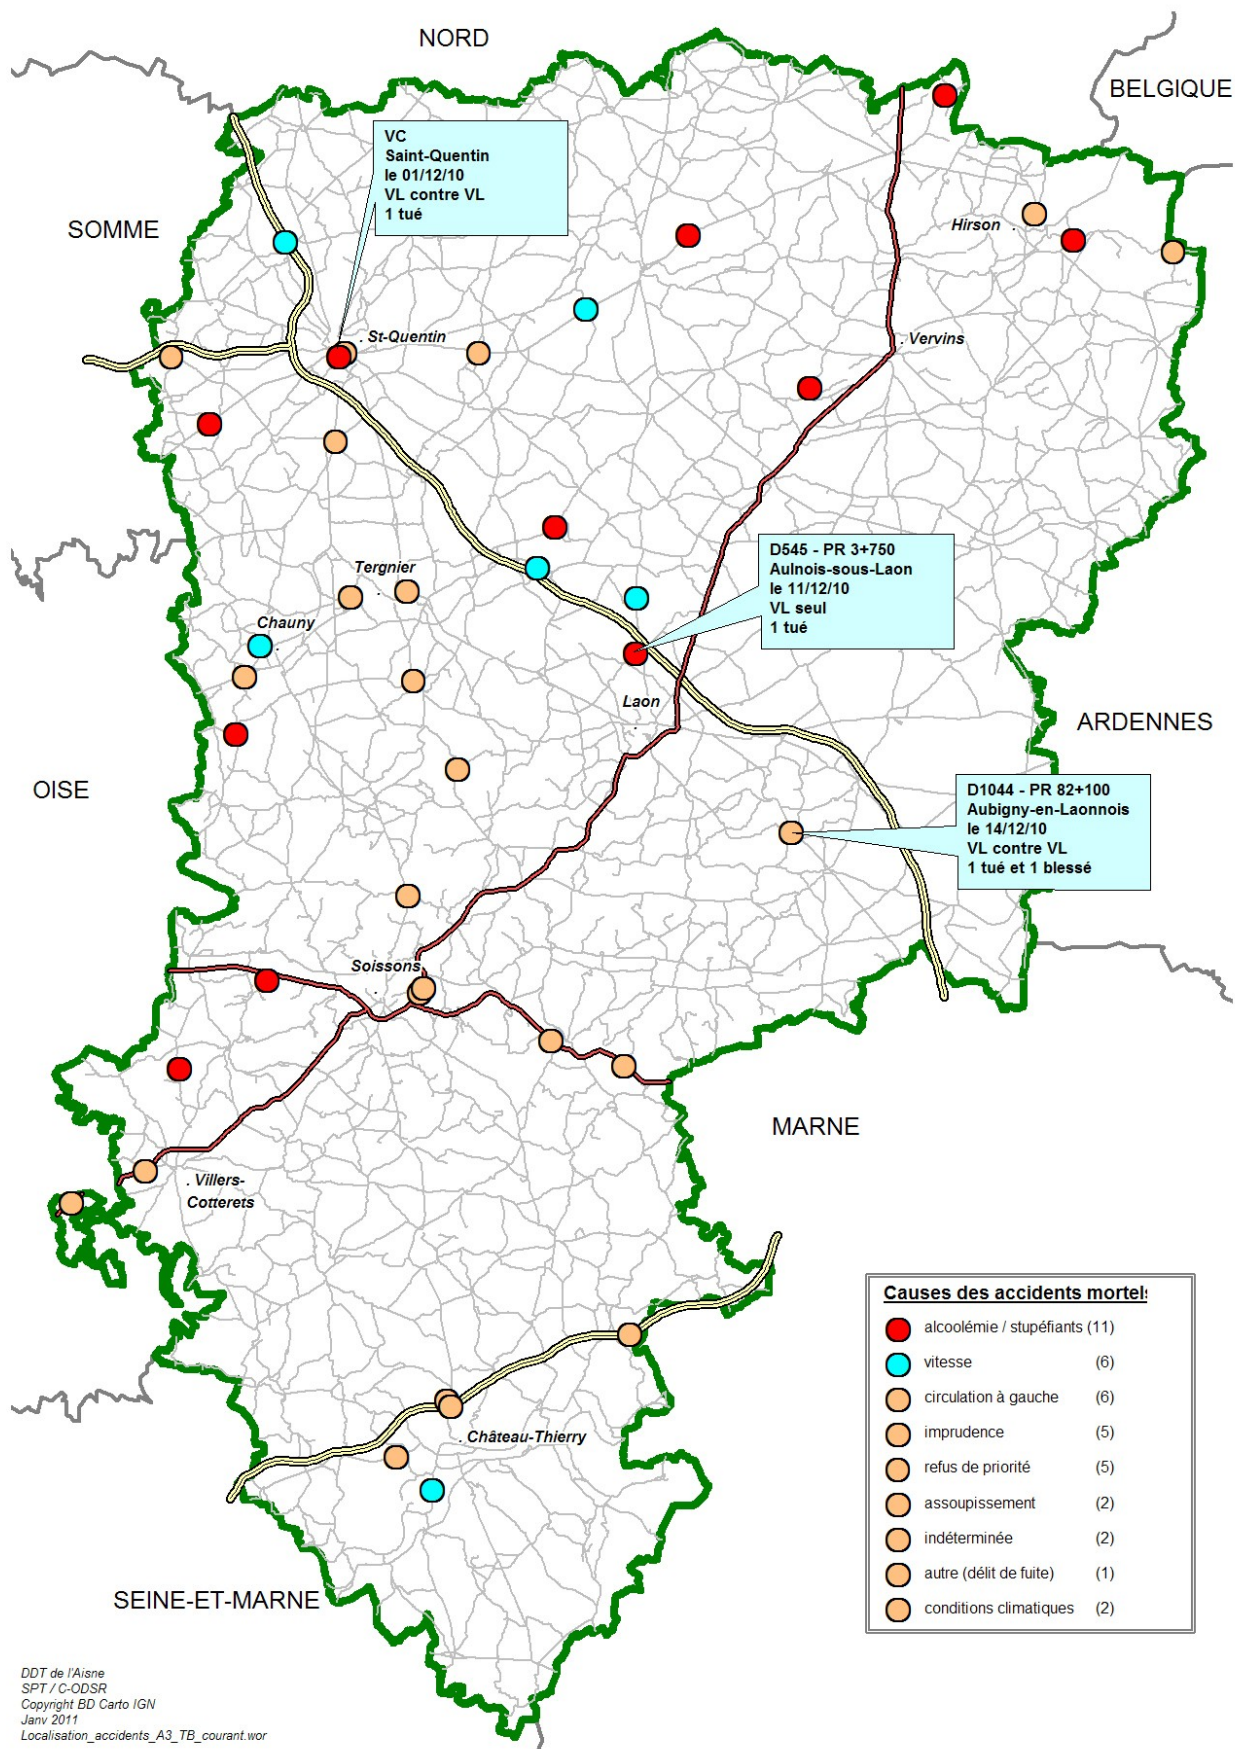 NORD
BELGIQUE
VC
Saint-Quentin
le 01/12/10
VL contre VL
1 tué
SOMME
Hirson
St-Quentin
Vervins
D545 - PR 3+750
Aulnois-sous-Laon
le 11/12/10
VL seul
1 tué
Tergnier
Chauny
Laon
ARDENNES
OISE
D1044 - PR 82+100
Aubigny-en-Laonnois
le 14/12/10
VL contre VL
1 tué et 1 blessé
Soissons
MARNE
Villers-
Cotterets
Causes des accidents mortels
alcoolémie / stupéfiants (11)
vitesse (6)
circulation à gauche (6)
imprudence (5)
refus de priorité (5)
assoupissement (2)
indéterminée (2)
autre (délit de fuite) (1)
conditions climatiques (2)
Château-Thierry
SEINE-ET-MARNE
DDT de l'Aisne
SPT / C-ODSR
Copyright BD Carto IGN
Janv 2011
Localisation_accidents_A3_TB_courant.wor